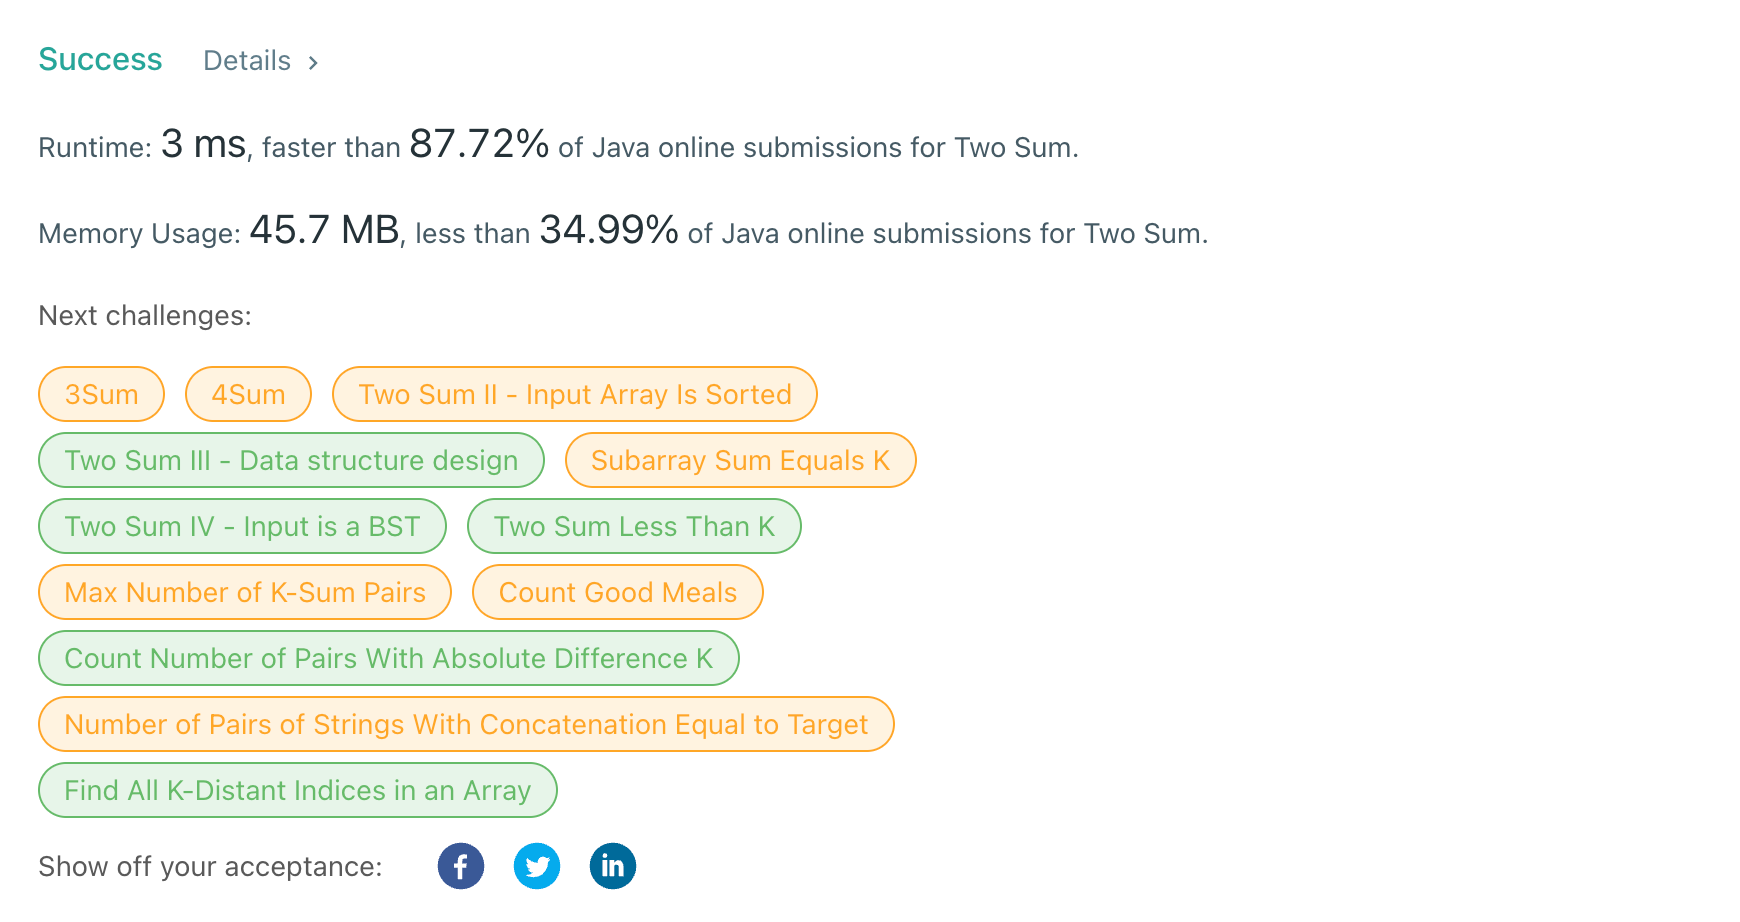 Success Details >
Runtime: 3 ms, faster than 87.72% of Java online submissions for Two Sum.
Memory Usage: 45.7 MB, less than 34.99% of Java online submissions for Two Sum.
Next challenges:
3Sum 4Sum Two Sum II - Input Array Is Sorted
Two Sum III - Data structure design Subarray Sum Equals K
Two Sum IV - Input is a BST Two Sum Less Than K
Max Number of K-Sum Pairs Count Good Meals
Count Number of Pairs With Absolute Difference K
Number of Pairs of Strings With Concatenation Equal to Target
Find All K-Distant Indices in an Array
Show off your acceptance: f in